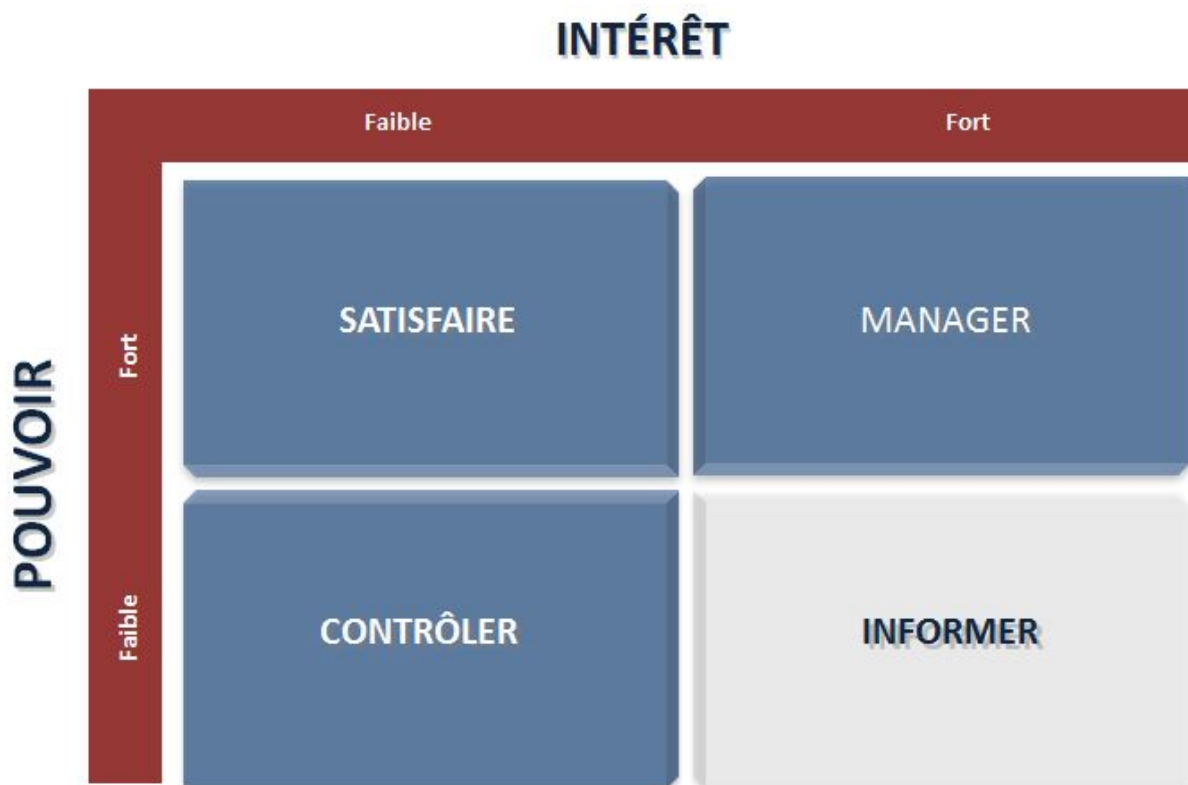 INTÉRÊT
Faible
Fort
POUVOIR
Fort
SATISFAIRE
MANAGER
Faible
CONTRÔLER
INFORMER